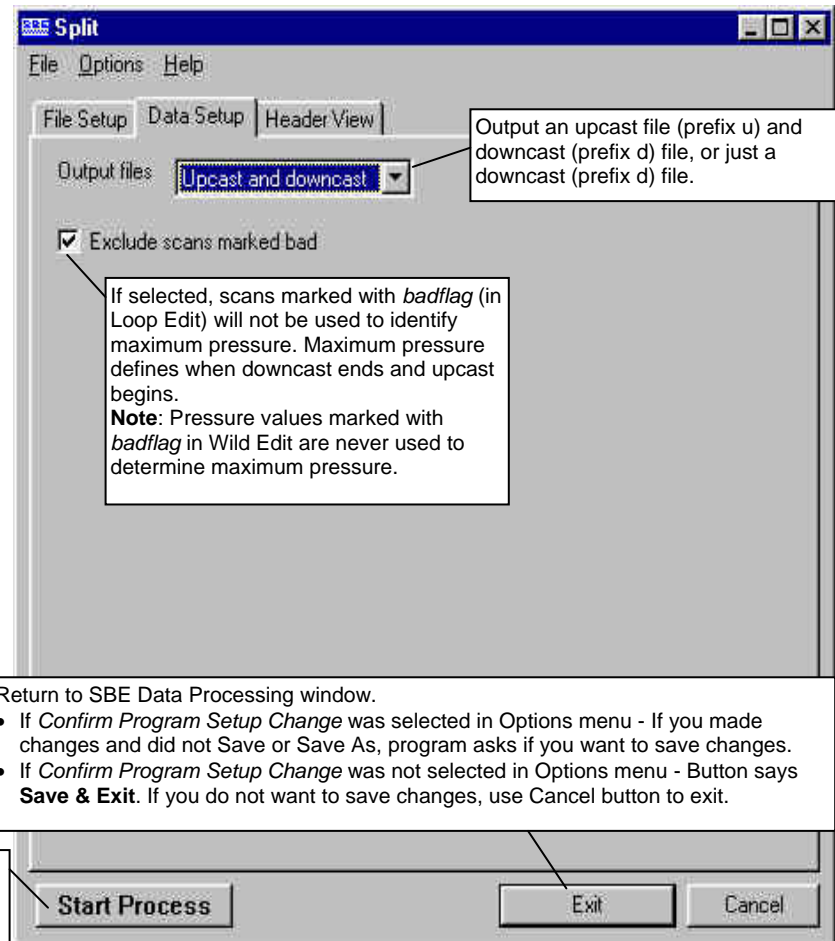 SBE Split
File Options Help
File Setup Data Setup Header View
Output an upcast file (prefix u) and
downcast (prefix d) file, or just a
downcast (prefix d) file.
Output files Upcast and downcast
Exclude scans marked bad
If selected, scans marked with badflag (in
Loop Edit) will not be used to identify
maximum pressure. Maximum pressure
defines when downcast ends and upcast
begins.
Note: Pressure values marked with
badflag in Wild Edit are never used to
determine maximum pressure.
Return to SBE Data Processing window.
• If Confirm Program Setup Change was selected in Options menu - If you made
changes and did not Save or Save As, program asks if you want to save changes.
• If Confirm Program Setup Change was not selected in Options menu - Button says
Save & Exit. If you do not want to save changes, use Cancel button to exit.
Start Process Exit Cancel